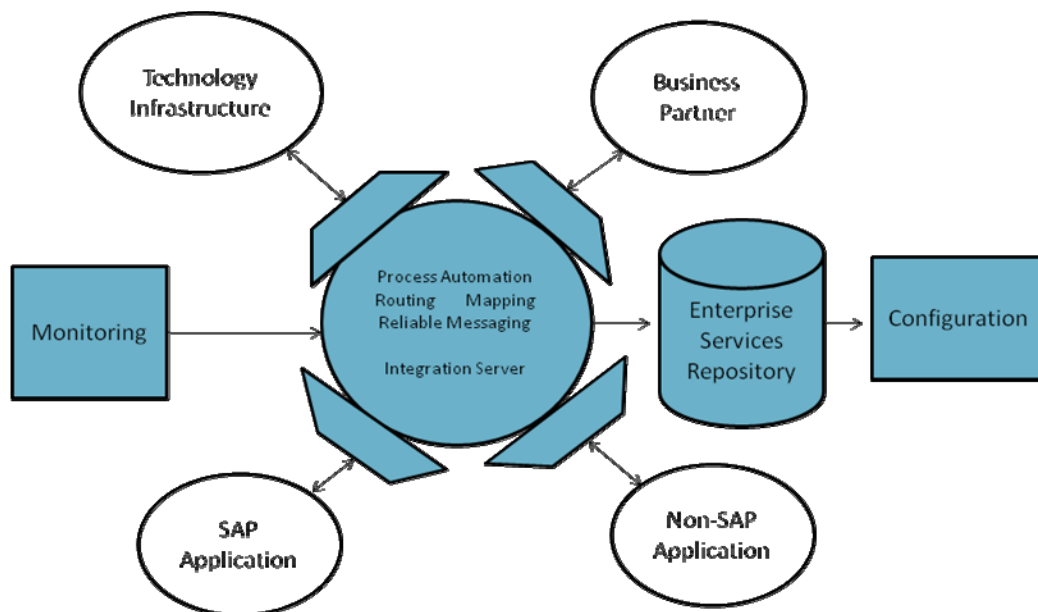 Technology
Infrastructure
Business
Partner
Monitoring
Process Automation
Routing Mapping
Reliable Messaging
Integration Server
Enterprise
Services
Repository
Configuration
SAP
Application
Non-SAP
Application